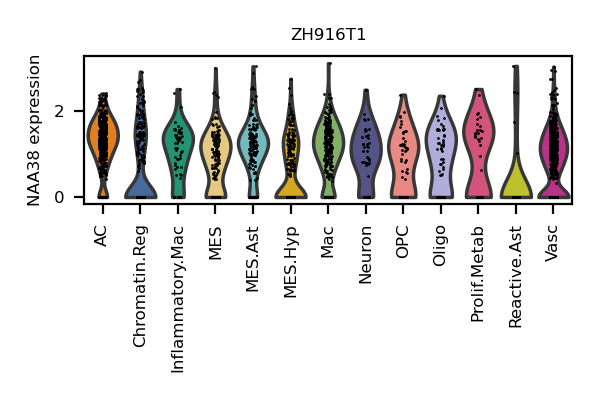 ZH916T1
NAA38 expression
2
0
AC
Chromatin.Reg
Inflammatory.Mac
MES
MES.Ast
MES.Hyp
Mac
Neuron
OPC
Oligo
Prolif.Metab
Reactive.Ast
Vasc